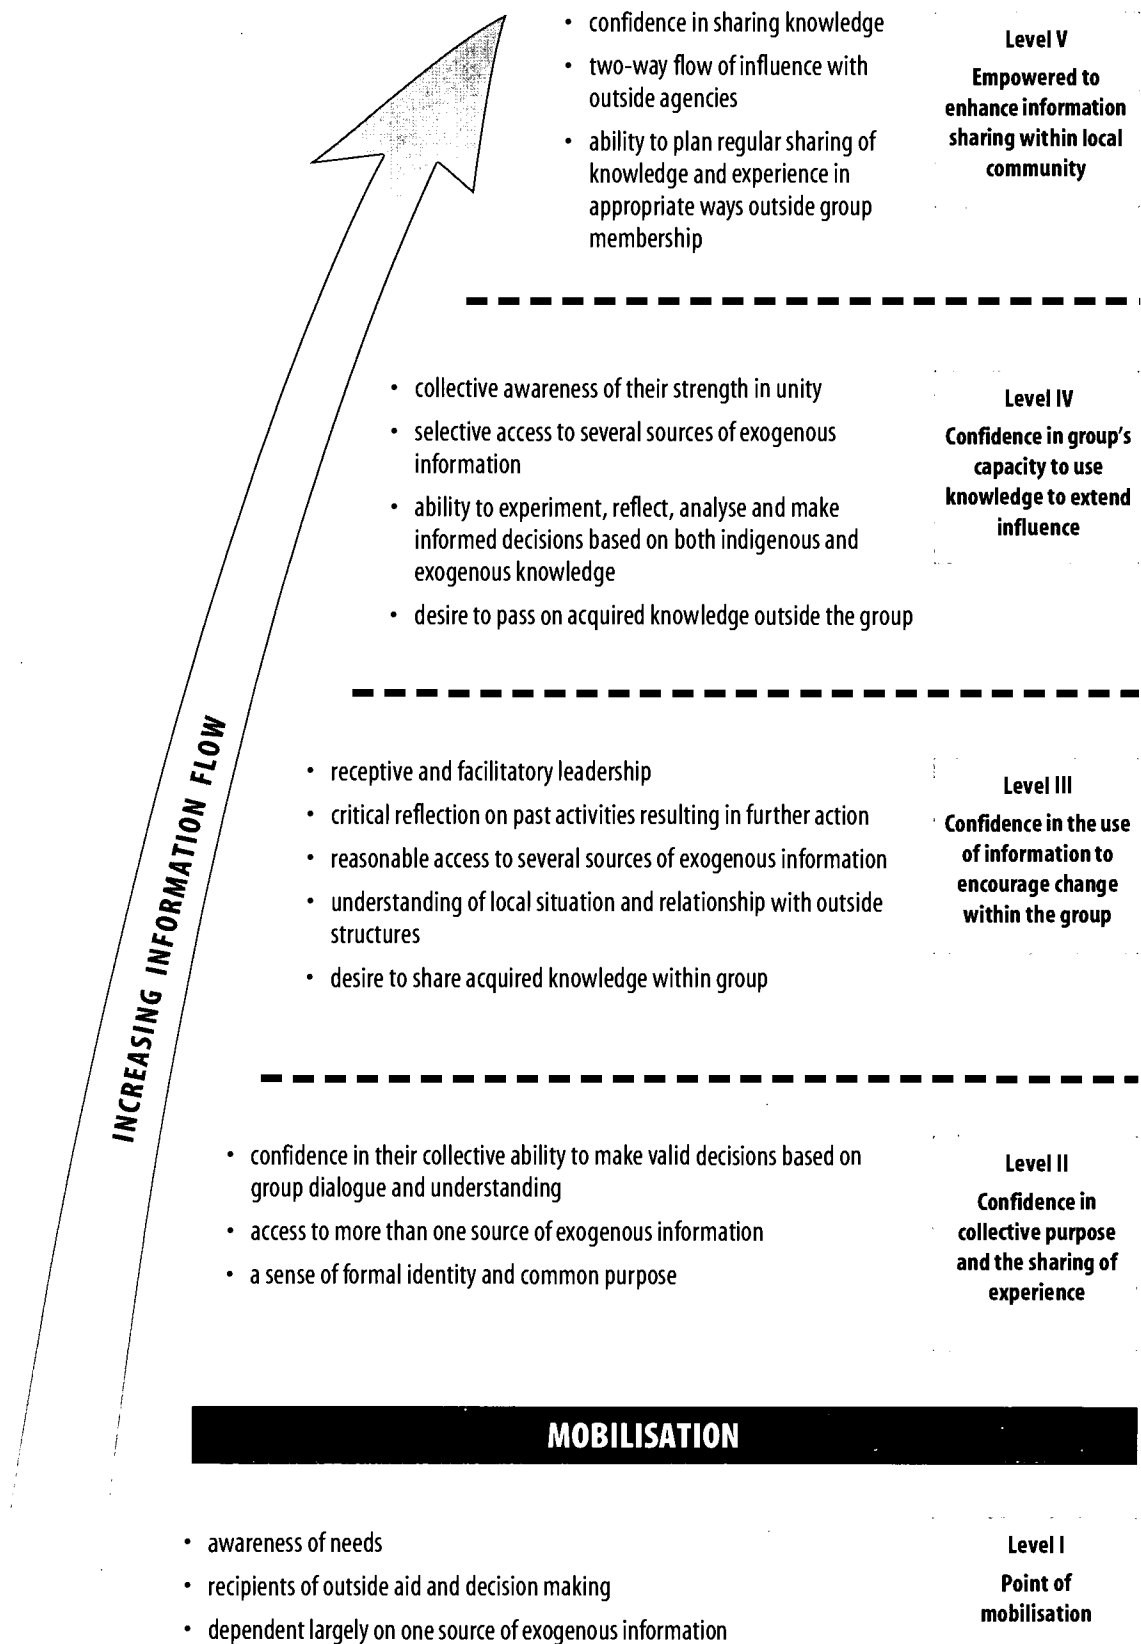 • confidence in sharing knowledge
• two-way flow of influence with
outside agencies
• ability to plan regular sharing of
knowledge and experience in
appropriate ways outside group
membership
Level V
Empowered to
enhance information
sharing within local
community
• collective awareness of their strength in unity
• selective access to several sources of exogenous
information
• ability to experiment, reflect, analyse and make
informed decisions based on both indigenous and
exogenous knowledge
• desire to pass on acquired knowledge outside the group
Level IV
Confidence in group's
capacity to use
knowledge to extend
influence
INCREASING INFORMATION FLOW
• receptive and facilitatory leadership
• critical reflection on past activities resulting in further action
• reasonable access to several sources of exogenous information
• understanding of local situation and relationship with outside
structures
• desire to share acquired knowledge within group
Level III
Confidence in the use
of information to
encourage change
within the group
• confidence in their collective ability to make valid decisions based on
group dialogue and understanding
• access to more than one source of exogenous information
• a sense of formal identity and common purpose
Level II
Confidence in
collective purpose
and the sharing of
experience
MOBILISATION
• awareness of needs
• recipients of outside aid and decision making
• dependent largely on one source of exogenous information
Level I
Point of
mobilisation